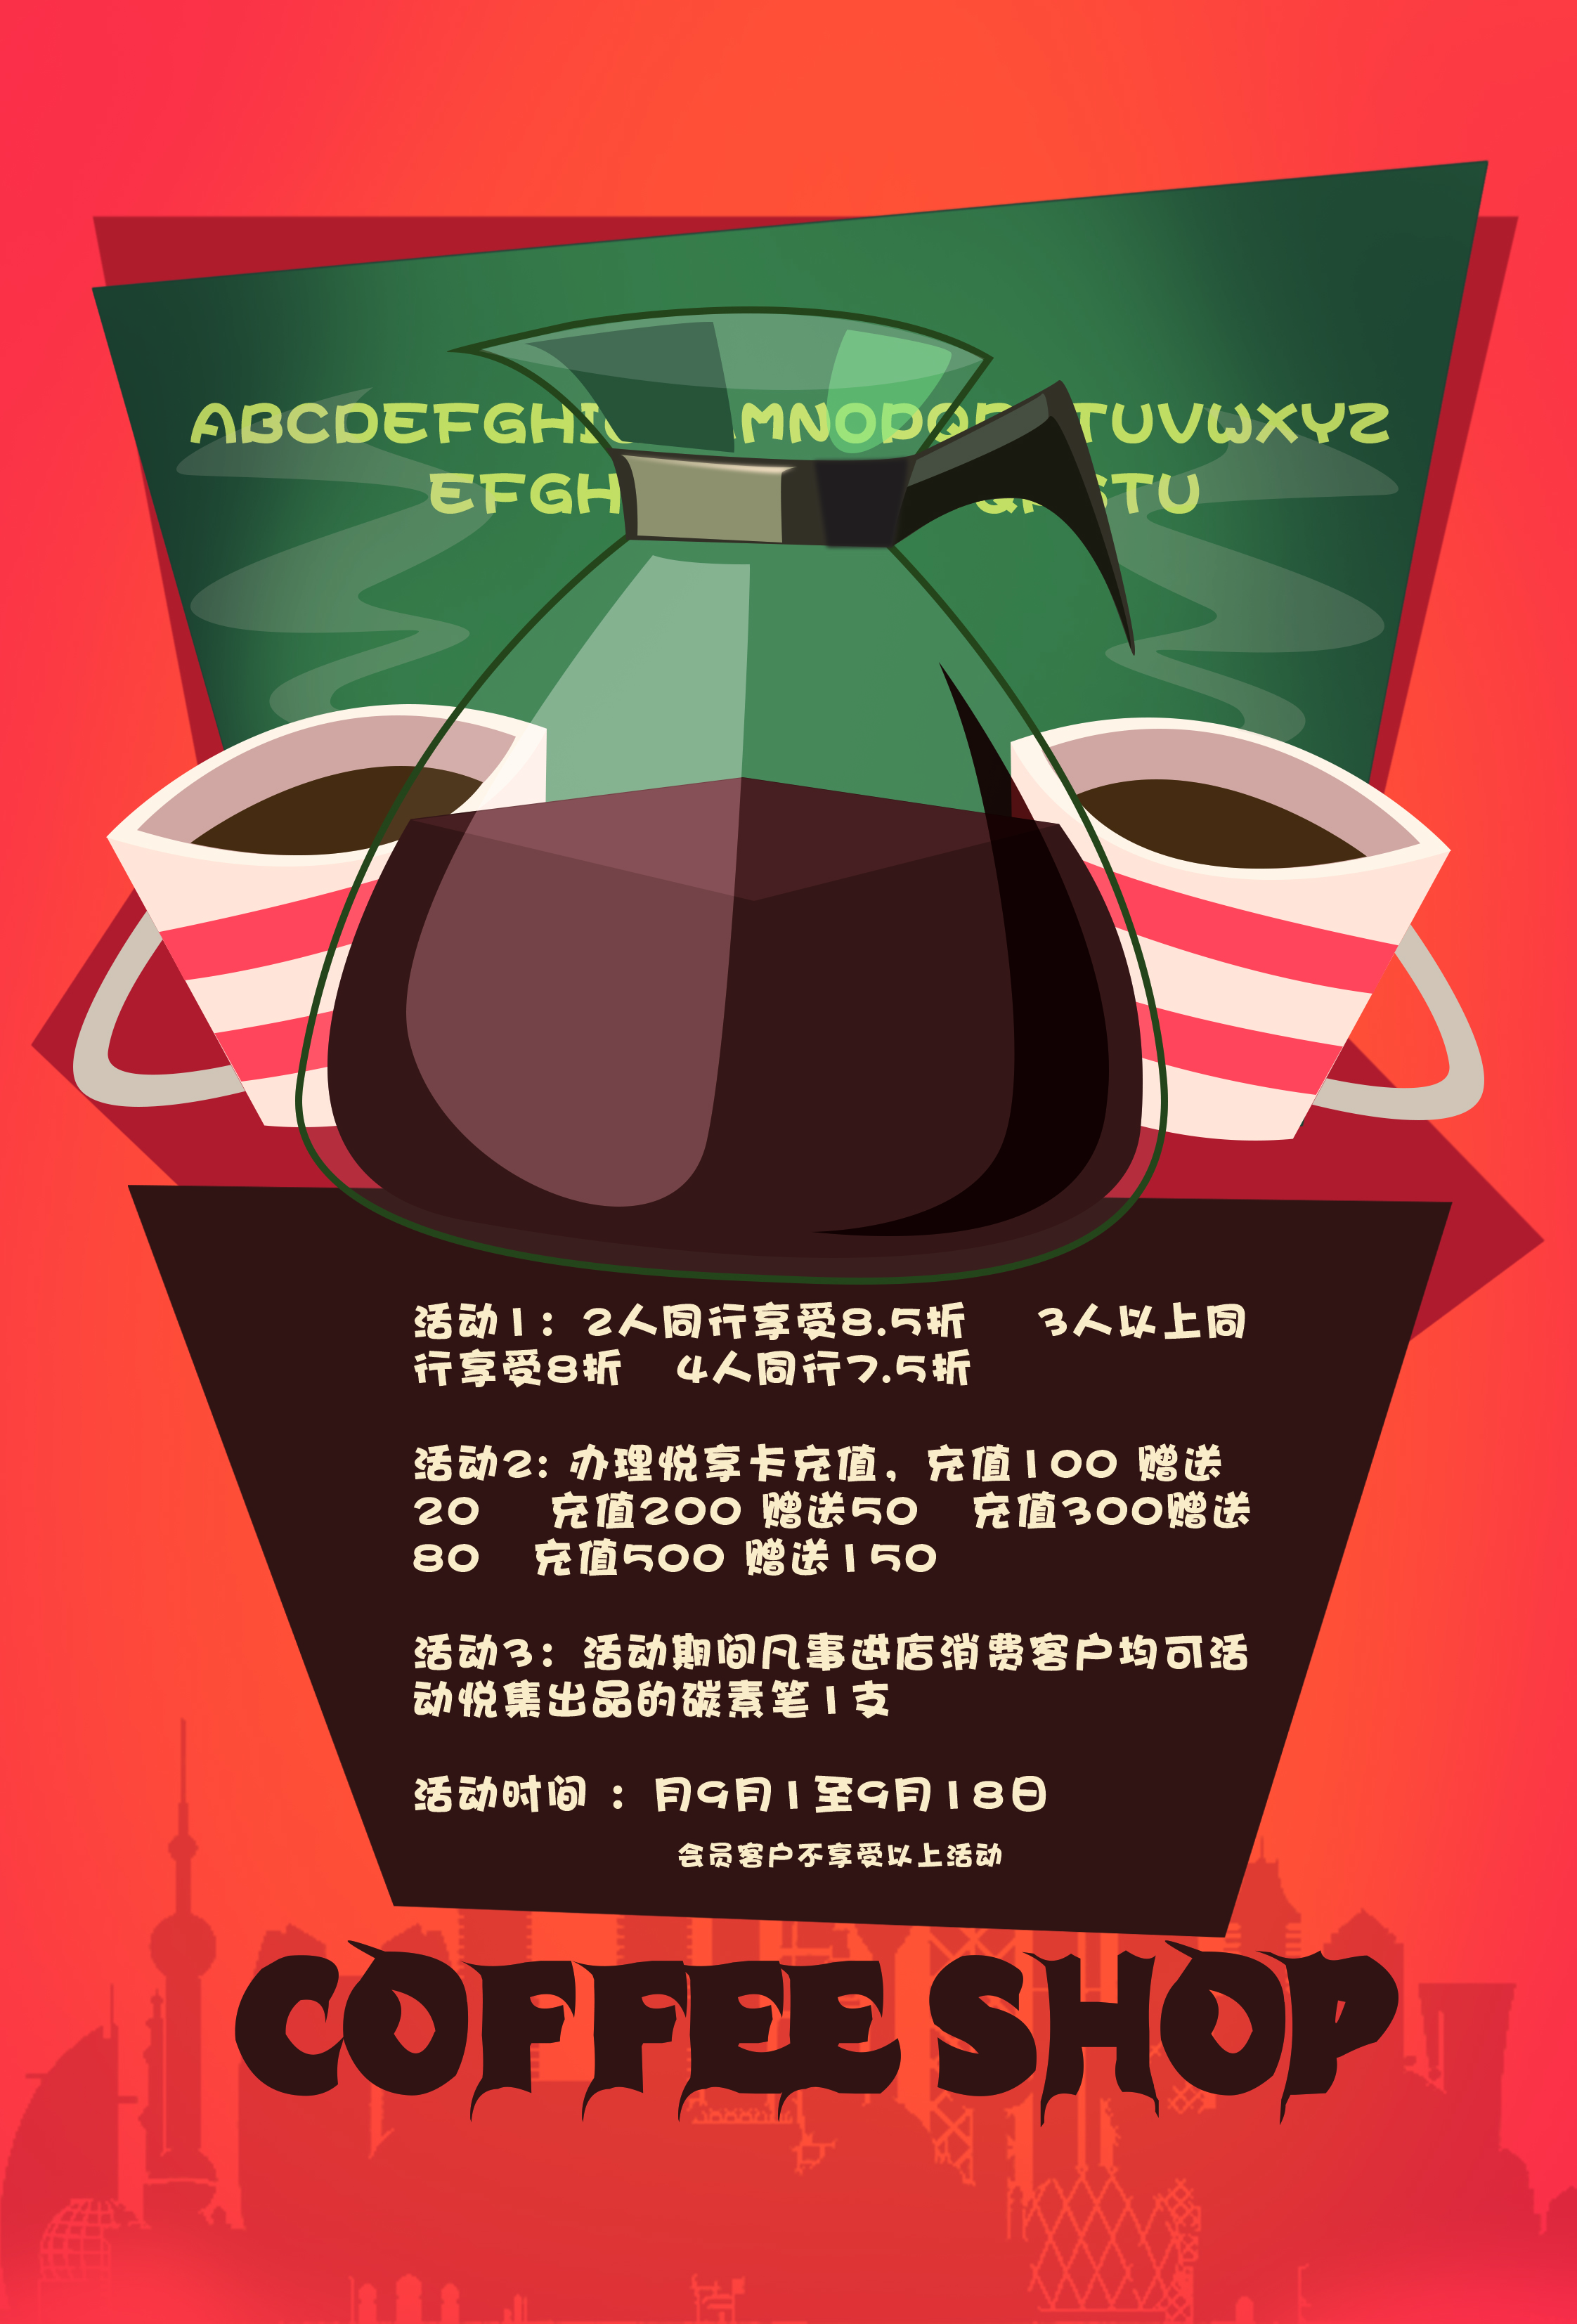 ABCDEFGHI MNOPQR TUVWXYZ
EFGH Q STU
活动1：2人同行享受8.5折 3人以上同
行享受8折 4人同行7.5折
活动2: 办理悦享卡充值，充值100 赠送
20 充值200 赠送50 充值300赠送
80 充值500 赠送150
活动3：活动期间凡事进店消费客户均可活
动悦集出品的碳素笔1支
活动时间 ：月9月1至9月18日
会员客户不享受以上活动
COFFEE SHOP